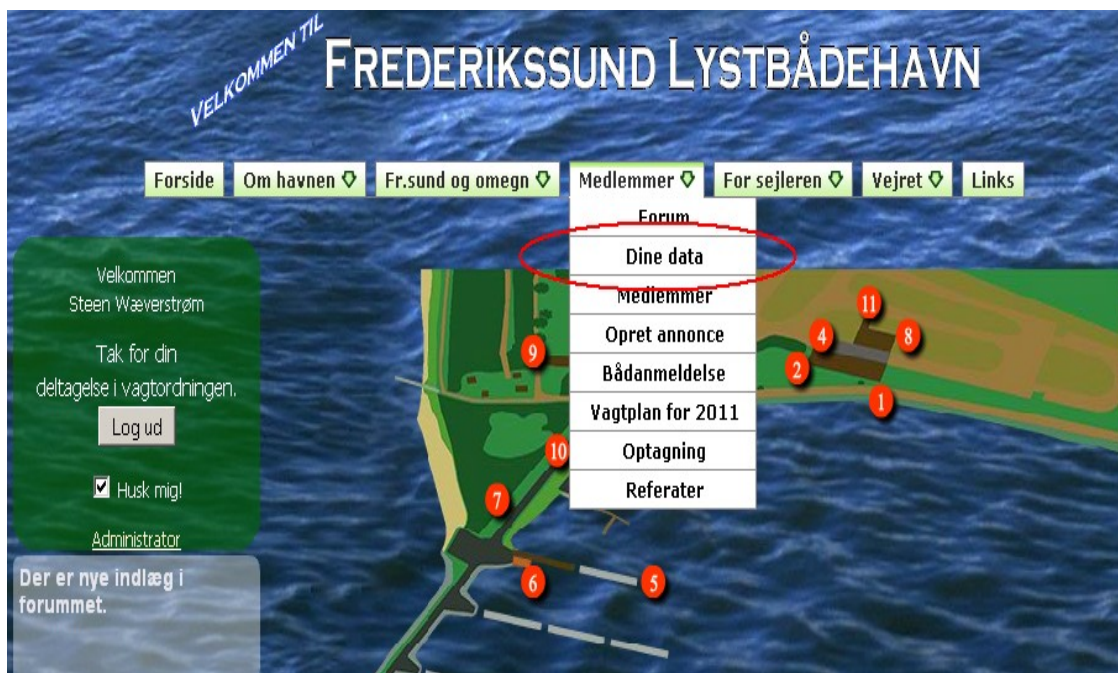 VELKOMMEN TIL
FREDERIKSSUND LYSTBÅDEHAVN
Forside Om havnen Fr.sund og omegn Medlemmer For sejleren Vejret Links
Forum
Dine data
Medlemmer
Opret annonce
Bådanmeldelse
Vagtplan for 2011
Optagning
Referater
Velkommen
Steen Wæverstrøm
Tak for din
deltagelse i vagtordningen.
Log ud
Husk mig!
Administrator
Der er nye indlæg i
forummet.
11
4
8
9
2
1
10
7
6
5